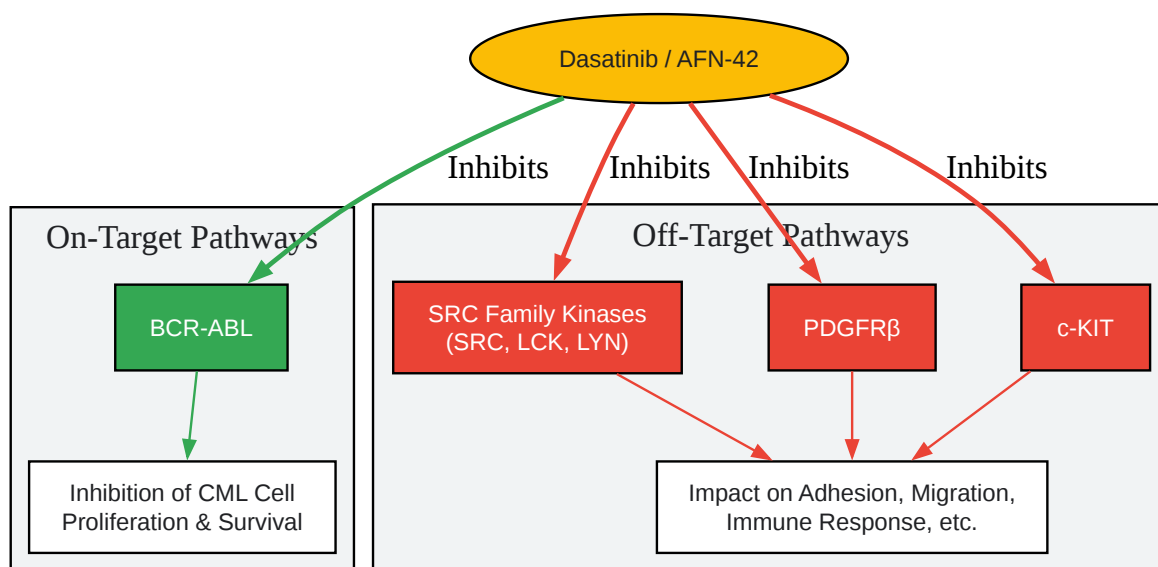 Dasatinib / AFN-42
Inhibits
Inhibits
Inhibits
Inhibits
On-Target Pathways
Off-Target Pathways
BCR-ABL
SRC Family Kinases
(SRC, LCK, LYN)
PDGFRβ
c-KIT
Inhibition of CML Cell
Proliferation & Survival
Impact on Adhesion, Migration,
Immune Response, etc.